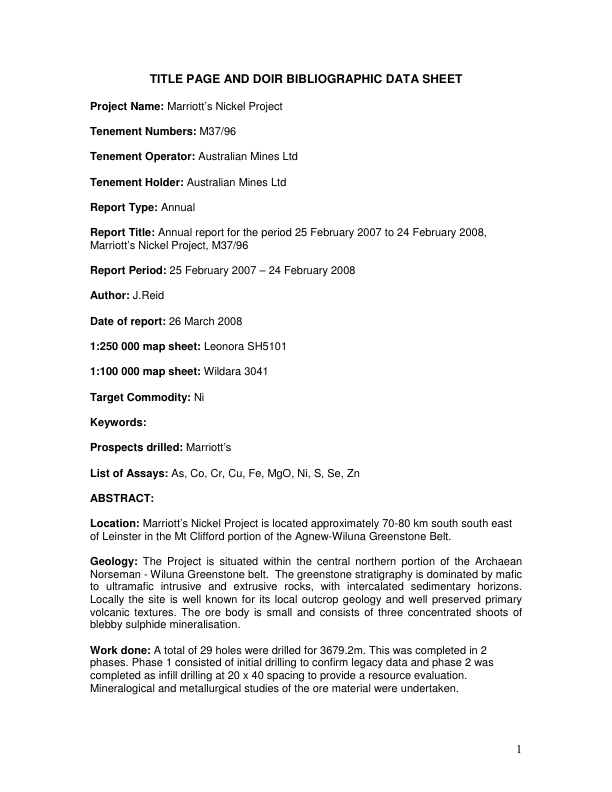 TITLE PAGE AND DOIR BIBLIOGRAPHIC DATA SHEET
Project Name: Marriott's Nickel Project
Tenement Numbers: M37/96
Tenement Operator: Australian Mines Ltd
Tenement Holder: Australian Mines Ltd
Report Type: Annual
Report Title: Annual report for the period 25 February 2007 to 24 February 2008,
Marriott's Nickel Project, M37/96
Report Period: 25 February 2007 – 24 February 2008
Author: J.Reid
Date of report: 26 March 2008
1:250 000 map sheet: Leonora SH5101
1:100 000 map sheet: Wildara 3041
Target Commodity: Ni
Keywords:
Prospects drilled: Marriott's
List of Assays: As, Co, Cr, Cu, Fe, MgO, Ni, S, Se, Zn
ABSTRACT:
Location: Marriott's Nickel Project is located approximately 70-80 km south south east
of Leinster in the Mt Clifford portion of the Agnew-Wiluna Greenstone Belt.
Geology: The Project is situated within the central northern portion of the Archaean
Norseman - Wiluna Greenstone belt. The greenstone stratigraphy is dominated by mafic
to ultramafic intrusive and extrusive rocks, with intercalated sedimentary horizons.
Locally the site is well known for its local outcrop geology and well preserved primary
volcanic textures. The ore body is small and consists of three concentrated shoots of
blebby sulphide mineralisation.
Work done: A total of 29 holes were drilled for 3679.2m. This was completed in 2
phases. Phase 1 consisted of initial drilling to confirm legacy data and phase 2 was
completed as infill drilling at 20 x 40 spacing to provide a resource evaluation.
Mineralogical and metallurgical studies of the ore material were undertaken.
1